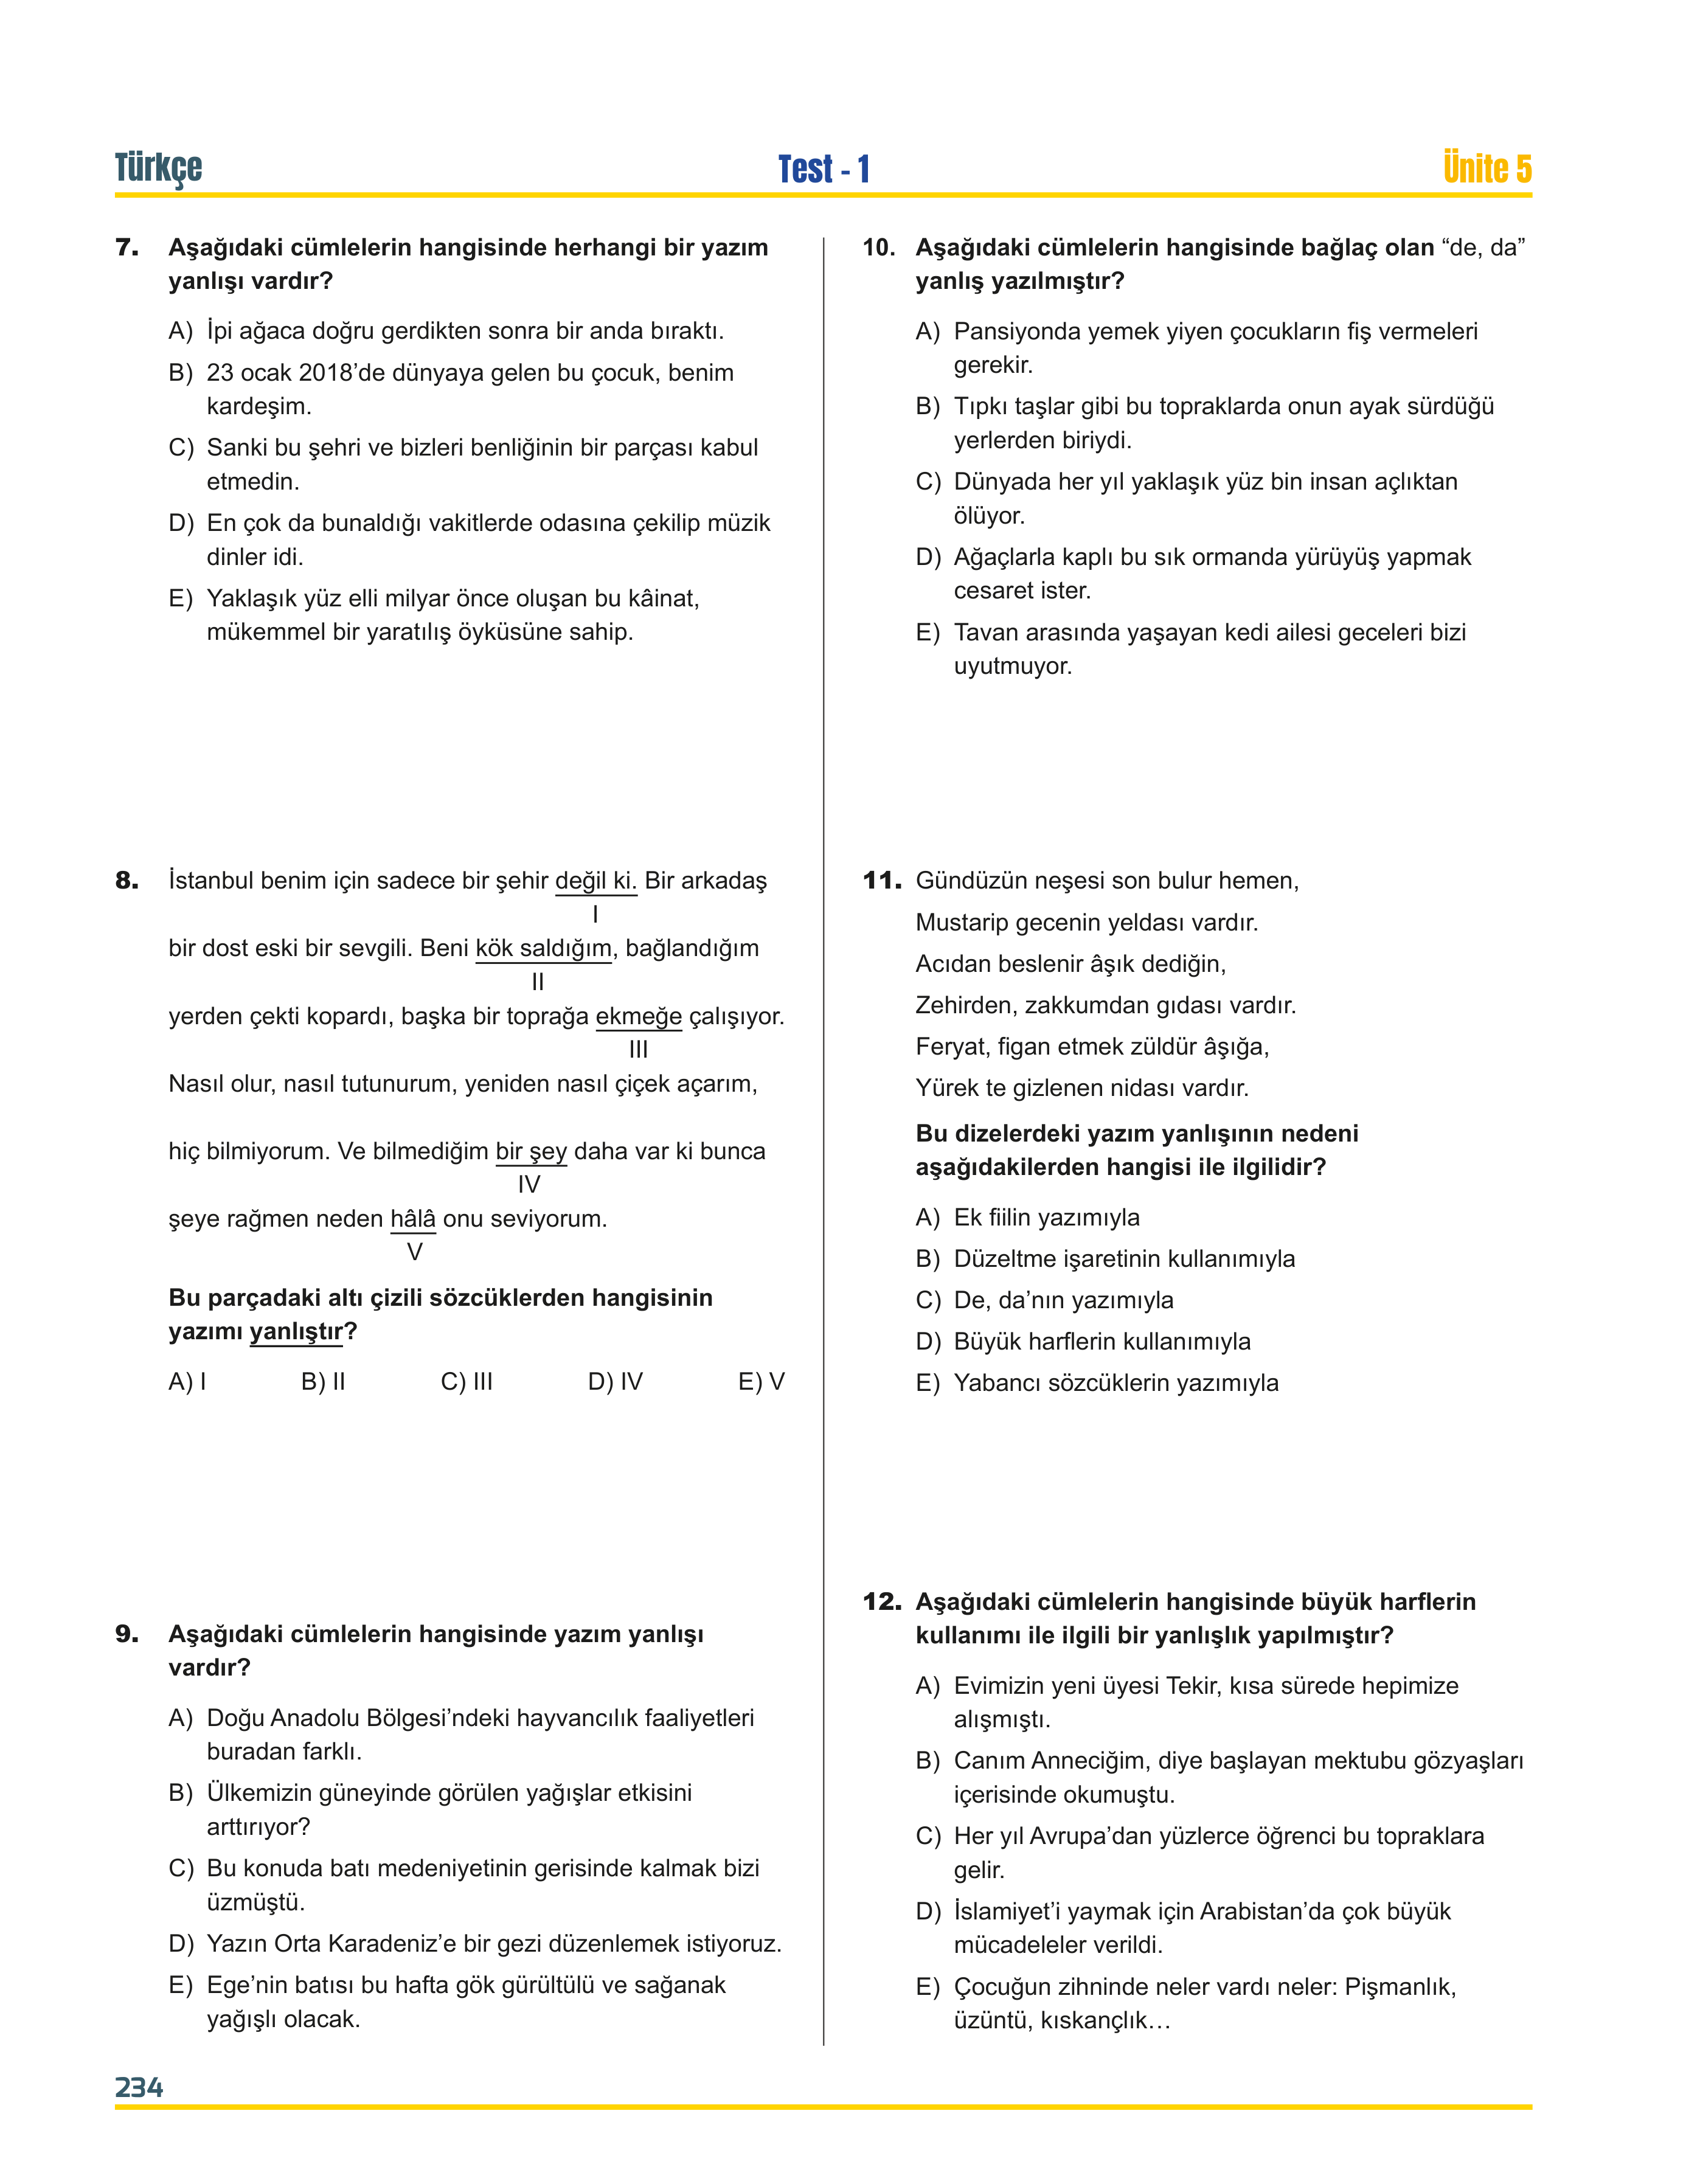 Türkçe
Test - 1
Ünite 5
7. Aşağıdaki cümlelerin hangisinde herhangi bir yazım
yanlışı vardır?
A) İpi ağaca doğru gerdikten sonra bir anda bıraktı.
B) 23 ocak 2018’de dünyaya gelen bu çocuk, benim
kardeşim.
C) Sanki bu şehri ve bizleri benliğinin bir parçası kabul
etmedin.
D) En çok da bunaldığı vakitlerde odasına çekilip müzik
dinler idi.
E) Yaklaşık yüz elli milyar önce oluşan bu kâinat,
mükemmel bir yaratılış öyküsüne sahip.
8. İstanbul benim için sadece bir şehir değil ki. Bir arkadaş
I
bir dost eski bir sevgili. Beni kök saldığım, bağlandığım
II
yerden çekti kopardı, başka bir toprağa ekmeğe çalışıyor.
III
Nasıl olur, nasıl tutunurum, yeniden nasıl çiçek açarım,
hiç bilmiyorum. Ve bilmediğim bir şey daha var ki bunca
IV
şeye rağmen neden hâlâ onu seviyorum.
V
Bu parçadaki altı çizili sözcüklerden hangisinin
yazımı yanlıştır?
A) I B) II C) III D) IV E) V
9. Aşağıdaki cümlelerin hangisinde yazım yanlışı
vardır?
A) Doğu Anadolu Bölgesi’ndeki hayvancılık faaliyetleri
buradan farklı.
B) Ülkemizin güneyinde görülen yağışlar etkisini
arttırıyor?
C) Bu konuda batı medeniyetinin gerisinde kalmak bizi
üzmüştü.
D) Yazın Orta Karadeniz’e bir gezi düzenlemek istiyoruz.
E) Ege’nin batısı bu hafta gök gürültülü ve sağanak
yağışlı olacak.
10. Aşağıdaki cümlelerin hangisinde bağlaç olan “de, da”
yanlış yazılmıştır?
A) Pansiyonda yemek yiyen çocukların fiş vermeleri
gerekir.
B) Tıpkı taşlar gibi bu topraklarda onun ayak sürdüğü
yerlerden biriydi.
C) Dünyada her yıl yaklaşık yüz bin insan açlıktan
ölüyor.
D) Ağaçlarla kaplı bu sık ormanda yürüyüş yapmak
cesaret ister.
E) Tavan arasında yaşayan kedi ailesi geceleri bizi
uyutmuyor.
11. Gündüzün neşesi son bulur hemen,
Mustarip gecenin yeldası vardır.
Acıdan beslenir âşık dediğin,
Zehirden, zakkumdan gıdası vardır.
Feryat, figan etmek züldür âşığa,
Yürek te gizlenen nidası vardır.
Bu dizelerdeki yazım yanlışının nedeni
aşağıdakilerden hangisi ile ilgilidir?
A) Ek fiilin yazımıyla
B) Düzeltme işaretinin kullanımıyla
C) De, da’nın yazımıyla
D) Büyük harflerin kullanımıyla
E) Yabancı sözcüklerin yazımıyla
12. Aşağıdaki cümlelerin hangisinde büyük harflerin
kullanımı ile ilgili bir yanlışlık yapılmıştır?
A) Evimizin yeni üyesi Tekir, kısa sürede hepimize
alışmıştı.
B) Canım Anneciğim, diye başlayan mektubu gözyaşları
içerisinde okumuştu.
C) Her yıl Avrupa’dan yüzlerce öğrenci bu topraklara
gelir.
D) İslamiyet’i yaymak için Arabistan’da çok büyük
mücadeleler verildi.
E) Çocuğun zihninde neler vardı neler: Pişmanlık,
üzüntü, kıskançlık…
234